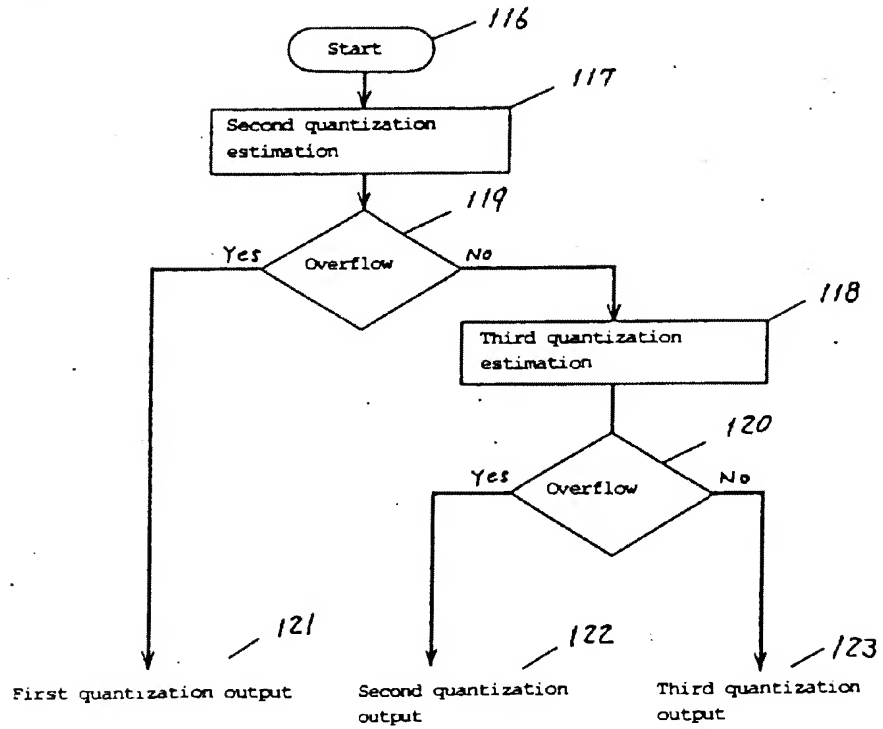 116
Start
117
Second quantization
estimation
119
Yes
Overflow
No
118
Third quantization
estimation
120
Yes
Overflow
No
121
122
123
First quantization output
Second quantization
output
Third quantization
output